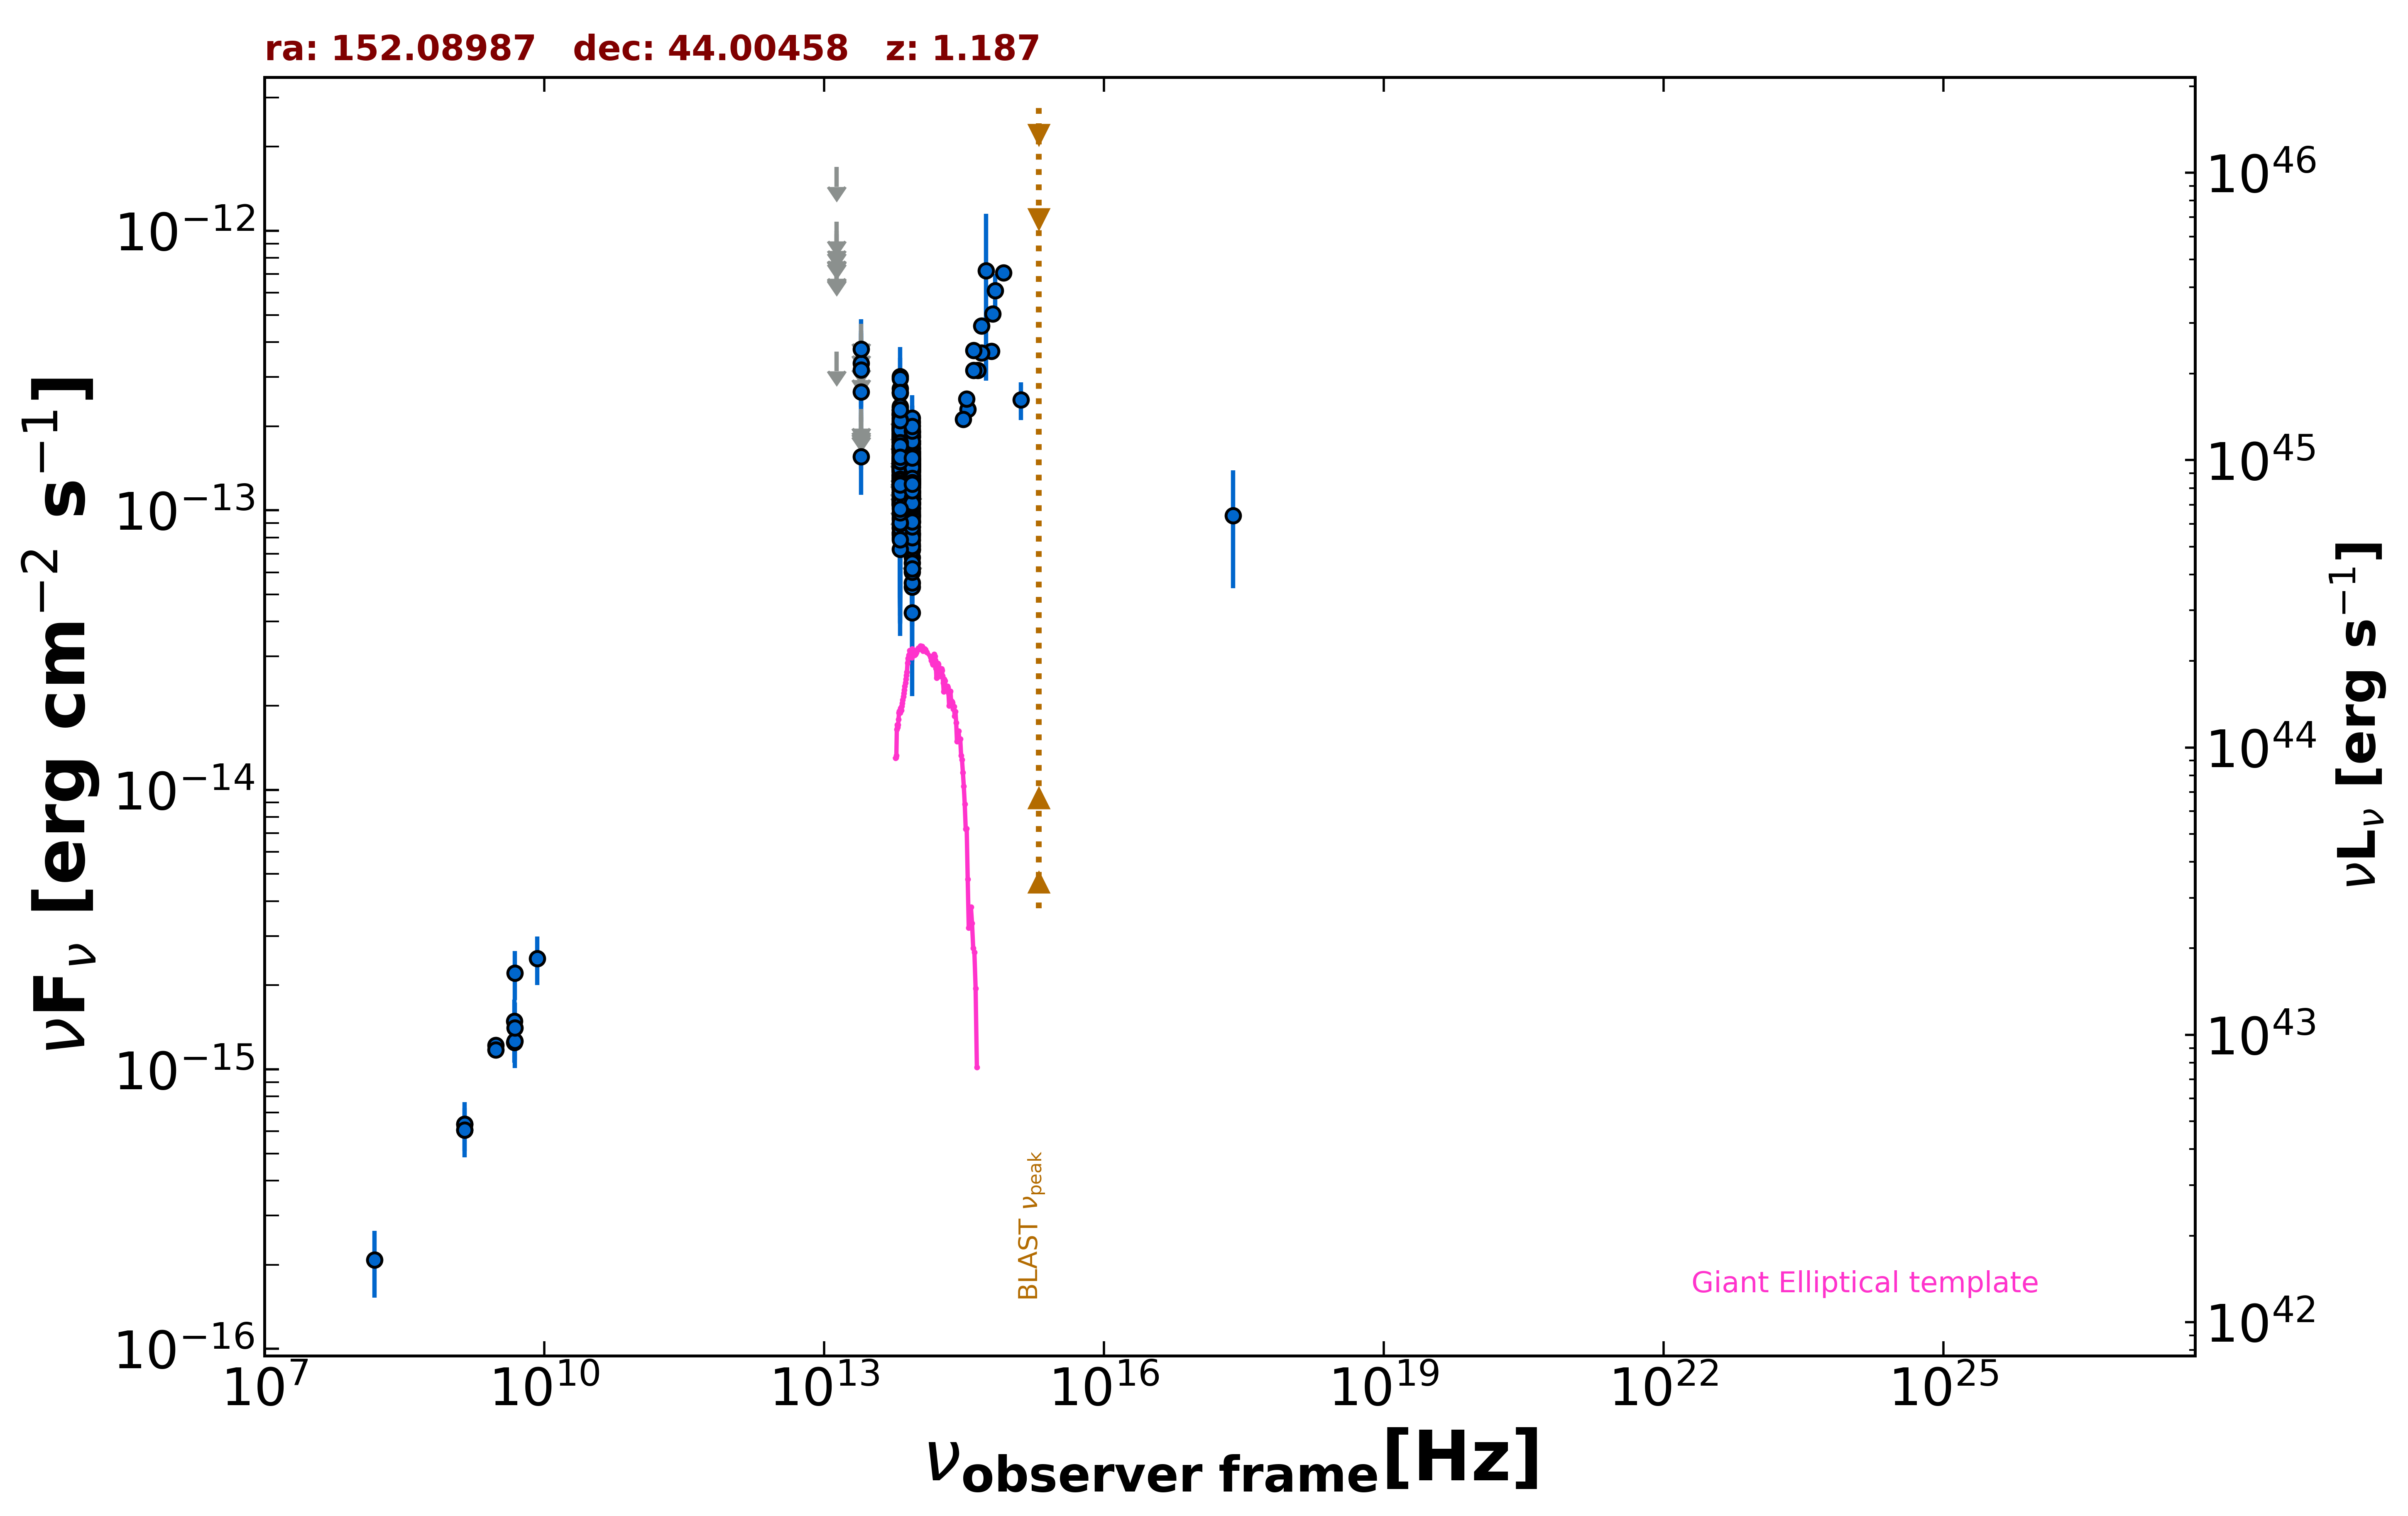 ra: 152.08987   dec: 44.00458   z: 1.187
νF_ν [erg cm^−2 s^−1]
10^−12
10^−13
10^−14
10^−15
10^−16
10^46
10^45
10^44
10^43
10^42
νL_ν [erg s^−1]
BLAST ν_peak
Giant Elliptical template
10^7 10^10 10^13 10^16 10^19 10^22 10^25
ν_observer frame [Hz]